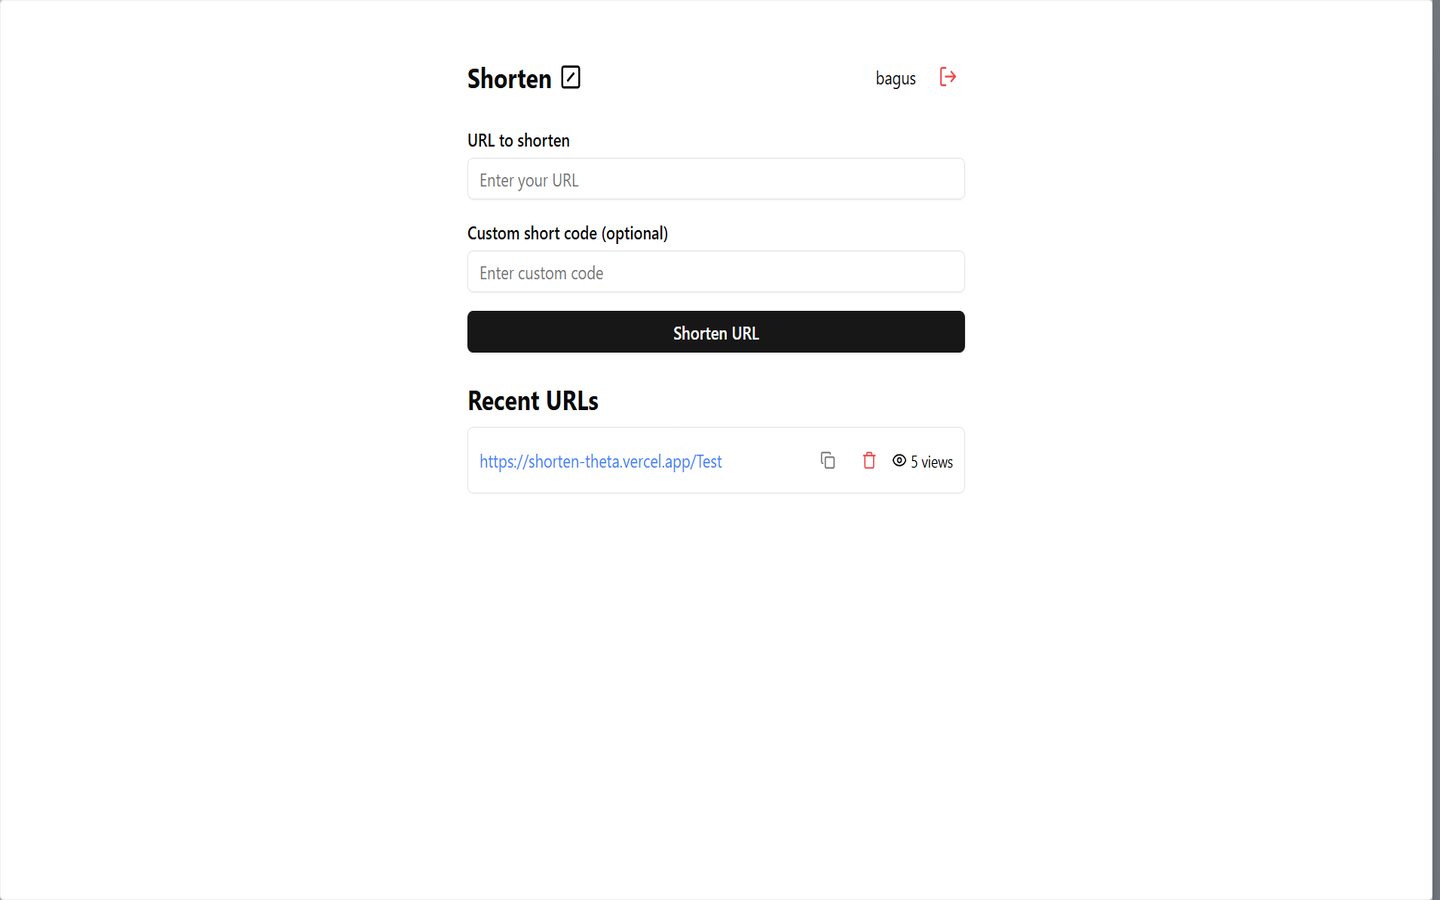 Shorten
bagus
URL to shorten
Enter your URL
Custom short code (optional)
Enter custom code
Shorten URL
Recent URLs
https://shorten-theta.vercel.app/Test
5 views